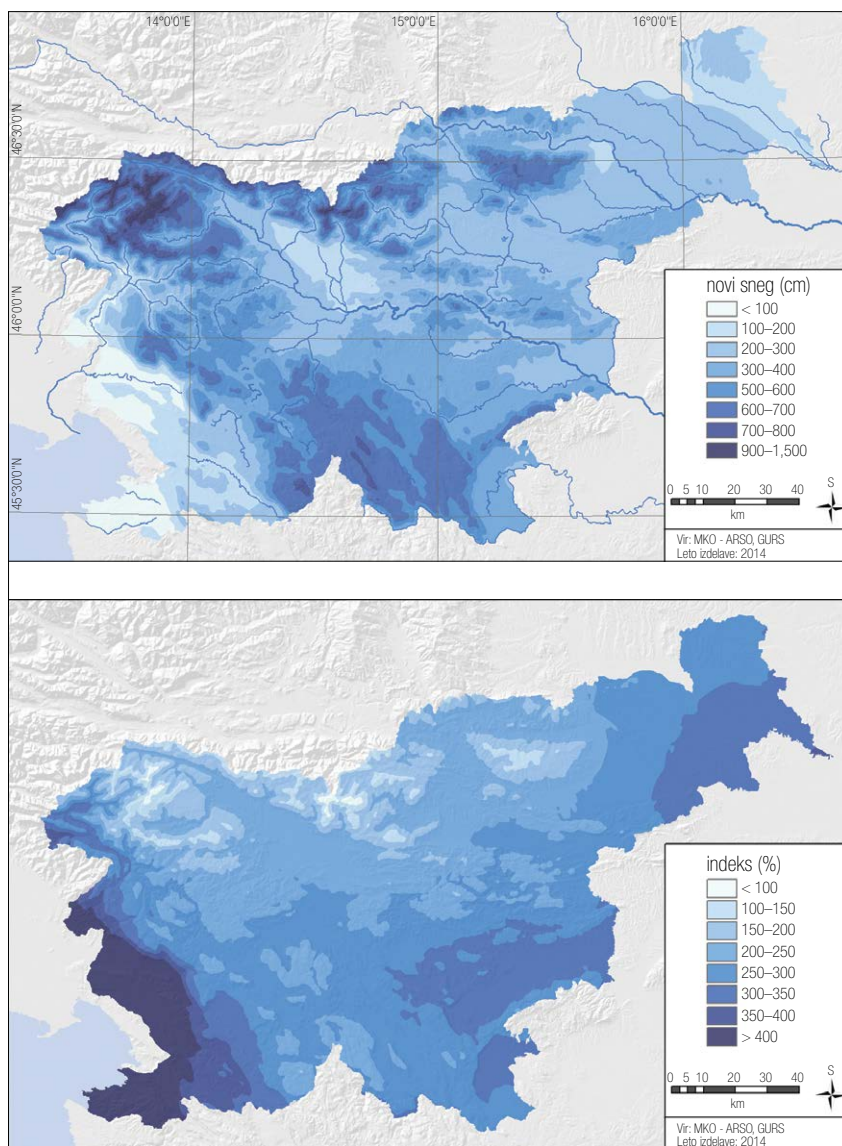 14°0'0"E
15°0'0"E
16°0'0"E
46°30'0"N
46°0'0"N
45°30'0"N
novi sneg (cm)
< 100
100–200
200–300
300–400
500–600
600–700
700–800
900–1,500
S
0 5 10 20 30 40
km
Vir: MKO - ARSO, GURS
Leto izdelave: 2014
indeks (%)
< 100
100–150
150–200
200–250
250–300
300–350
350–400
> 400
S
0 5 10 20 30 40
km
Vir: MKO - ARSO, GURS
Leto izdelave: 2014